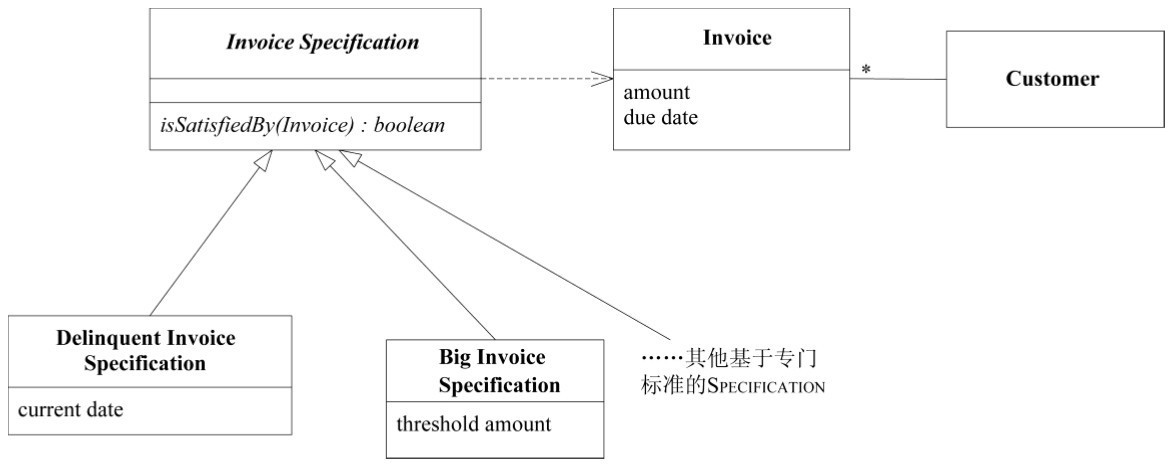 Invoice Specification
isSatisfiedBy(Invoice) : boolean
Invoice
amount
due date
*
Customer
Delinquent Invoice
Specification
current date
Big Invoice
Specification
threshold amount
……其他基于专门
标准的SPECIFICATION